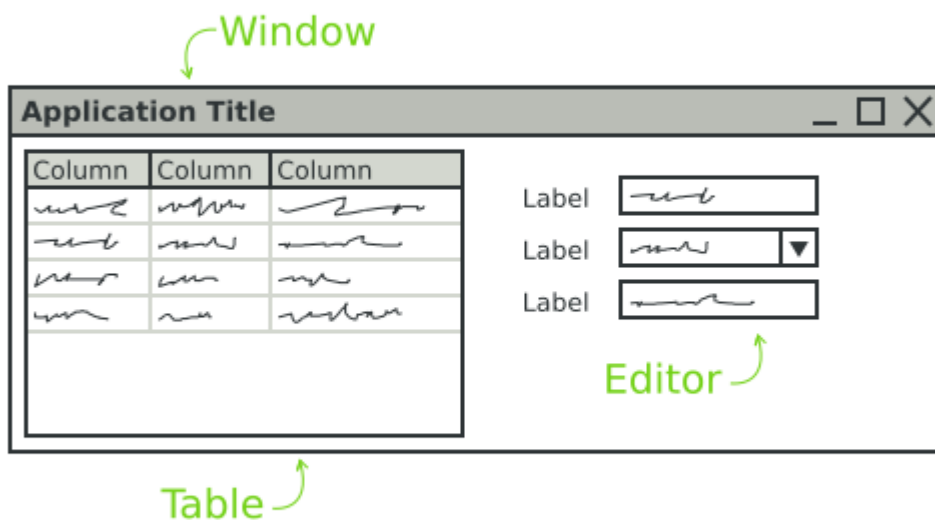 Window
Application Title
Column Column Column
Label
Label
Label
Editor
Table